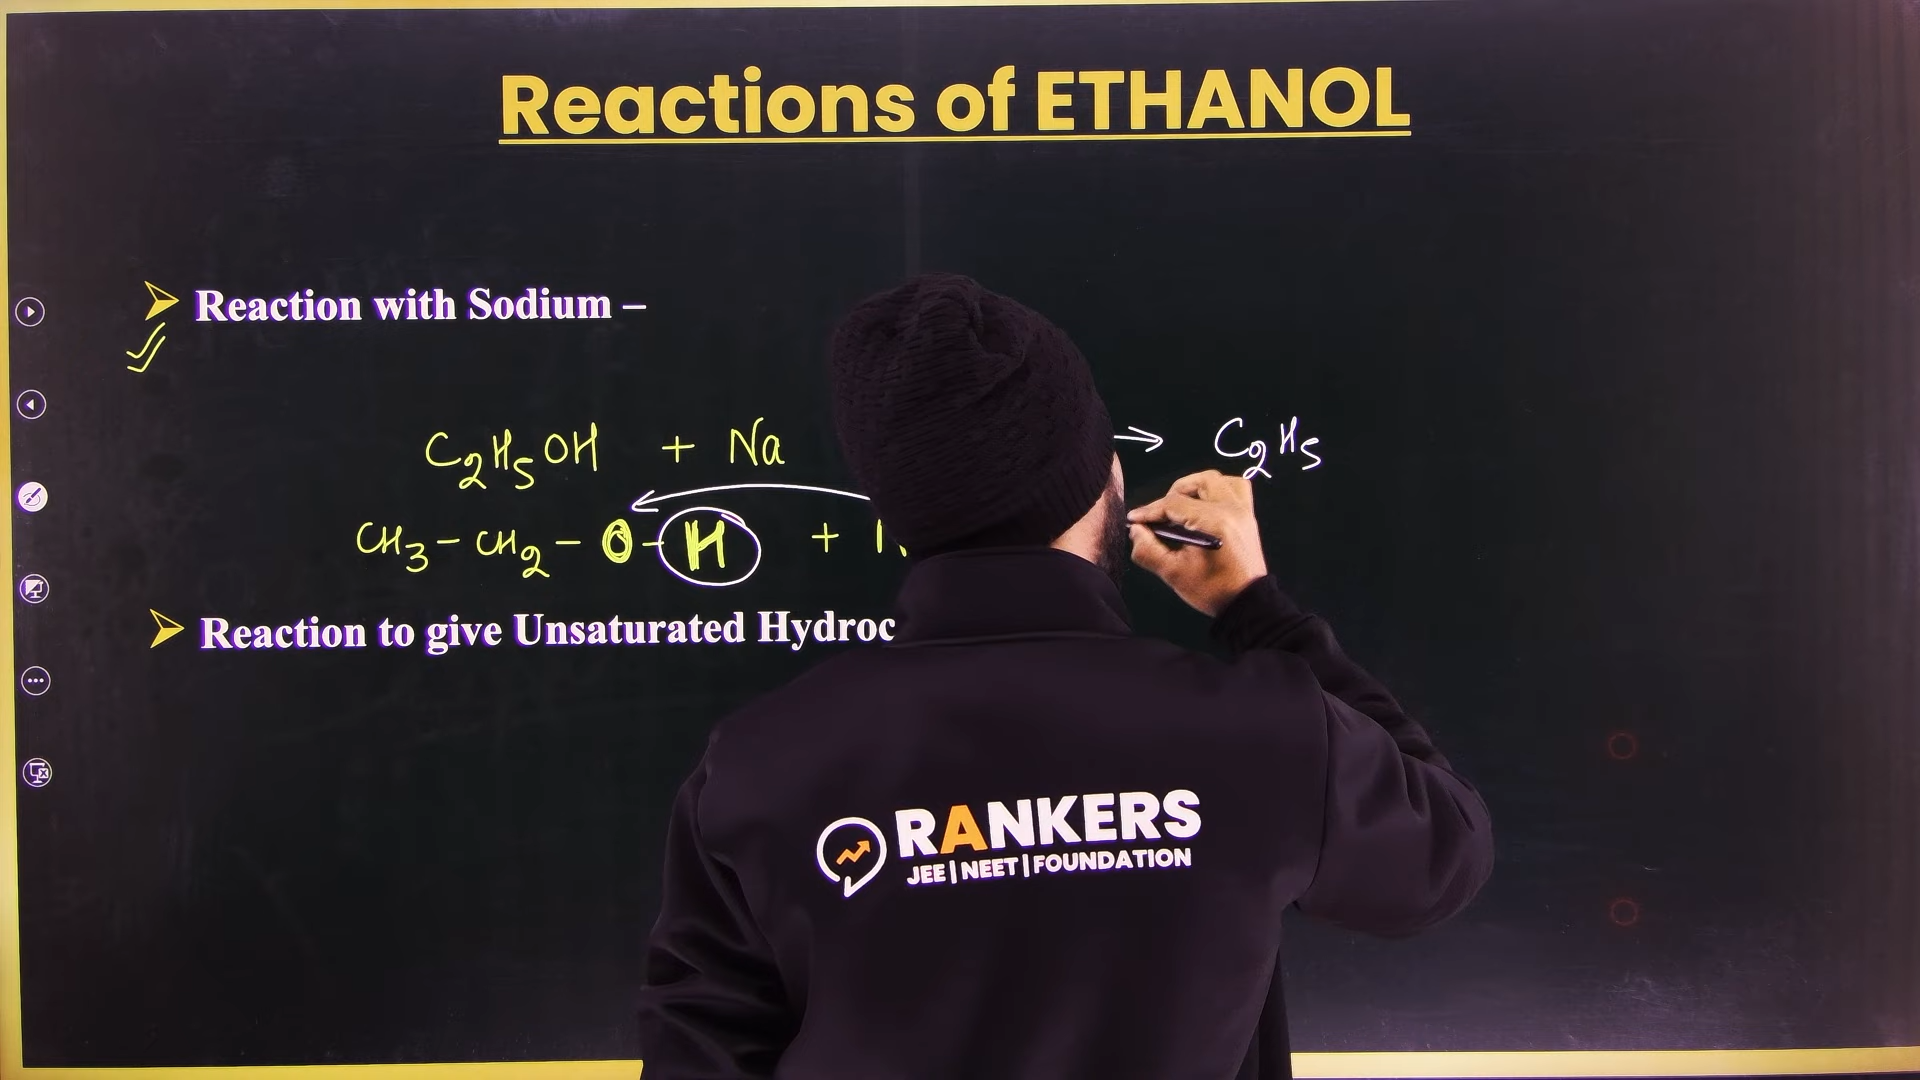 Reactions of ETHANOL
Reaction with Sodium –
C2H5OH + Na → C2H5
CH3 – CH2 – O – H +
Reaction to give Unsaturated
RANKERS
JEE | NEET | FOUNDATION